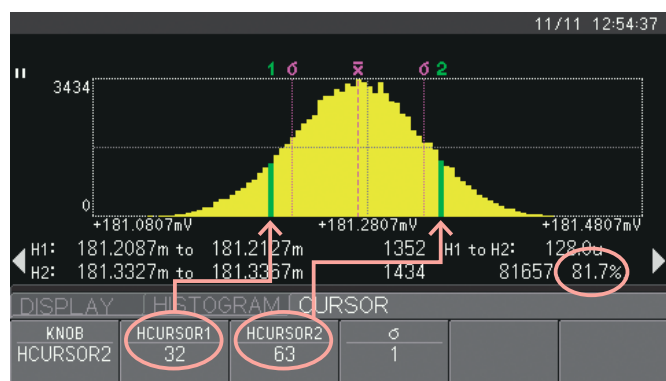 11/11 12:54:37
1 σ x̄ σ 2
3434
0
+181.0807mV +181.2807mV +181.4807mV
H1: 181.2087m to 181.2127m 1352 H1 to H2: 128.0u
H2: 181.3327m to 181.3367m 1434 81657 81.7%
DISPLAY HISTOGRAM CURSOR
KNOB HCURSOR1 HCURSOR2 σ
HCURSOR2 32 63 1